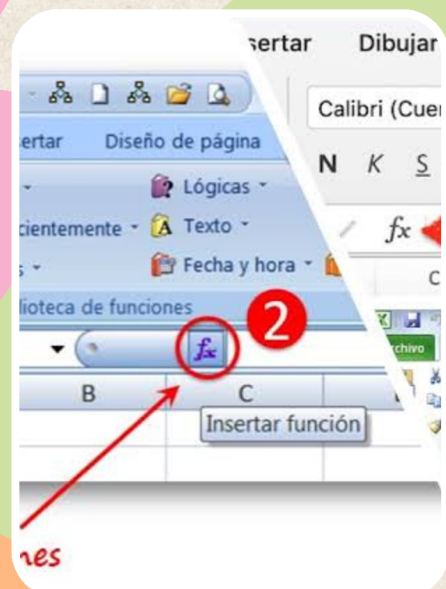 sertar Dibujar
Calibri (Cue
N K S
fx
C
ertar Diseño de página
Lógicas
cientemente Texto
Fecha y hora
lioteca de funciones
2
fx
B C
Insertar función
rchivo
nes